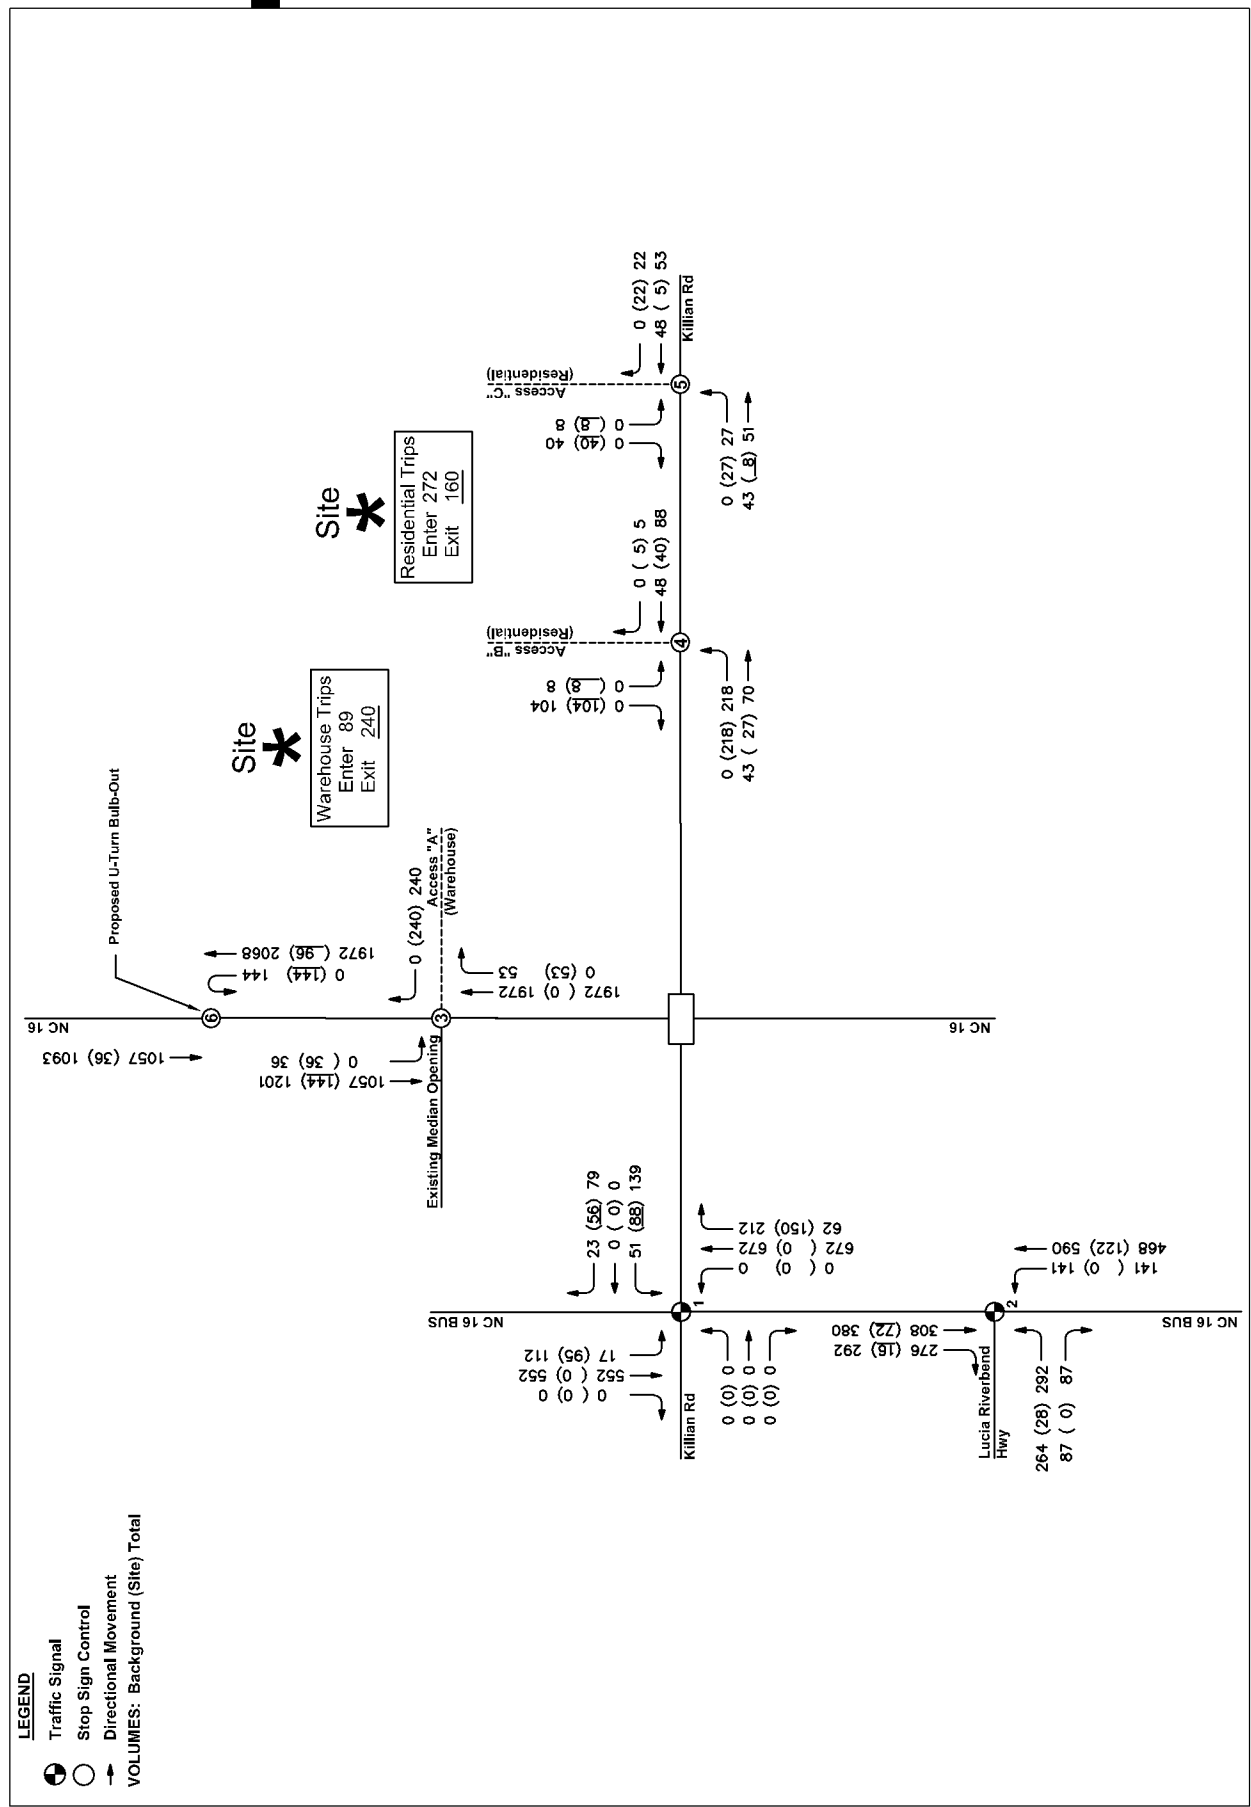 LEGEND
Traffic Signal
Stop Sign Control
Directional Movement
VOLUMES: Background (Site) Total
Proposed U-Turn Bulb-Out
NC 16
6
1057 (36) 1093
1972 ( 96) 2068
0 (144) 144
Site
Warehouse Trips
Enter 89
Exit 240
Site
Residential Trips
Enter 272
Exit 160
0 (240) 240
Access "A"
(Warehouse)
3
Existing Median Opening
0 ( 36) 36
1057 (144) 1201
0 (53) 53
1972 ( 0) 1972
NC 16
NC 16 BUS
23 (56) 79
0 ( 0) 0
51 (88) 139
1
17 (95) 112
552 ( 0) 552
0 ( 0) 0
Killian Rd
62 (150) 212
672 ( 0) 672
0 ( 0) 0
0 (0) 0
0 (0) 0
0 (0) 0
308 (72) 380
276 (16) 292
2
Lucia Riverbend
Hwy
264 (28) 292
87 ( 0) 87
468 (122) 590
141 ( 0) 141
NC 16 BUS
Access "B"
(Residential)
4
0 ( 8) 8
0 (104) 104
0 ( 5) 5
48 (40) 88
0 (218) 218
43 ( 27) 70
Access "C"
(Residential)
5
0 ( 8) 8
0 (40) 40
0 (22) 22
48 ( 5) 53
Killian Rd
0 (27) 27
43 ( 8) 51